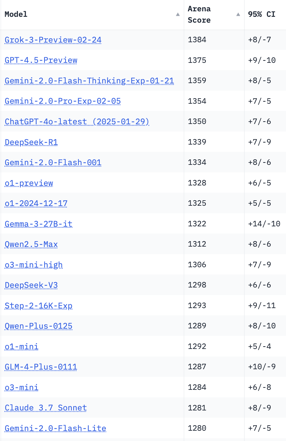 Model Arena Score 95% CI
Grok-3-Preview-02-24 1384 +8/-7
GPT-4.5-Preview 1375 +9/-10
Gemini-2.0-Flash-Thinking-Exp-01-21 1359 +8/-5
Gemini-2.0-Pro-Exp-02-05 1354 +7/-5
ChatGPT-4o-latest (2025-01-29) 1350 +7/-6
DeepSeek-R1 1339 +7/-9
Gemini-2.0-Flash-001 1334 +8/-6
o1-preview 1328 +6/-5
o1-2024-12-17 1325 +5/-5
Gemma-3-27B-it 1322 +14/-10
Qwen2.5-Max 1312 +8/-6
o3-mini-high 1306 +7/-9
DeepSeek-V3 1298 +6/-6
Step-2-16K-Exp 1293 +9/-11
Qwen-Plus-0125 1289 +8/-10
o1-mini 1292 +5/-4
GLM-4-Plus-0111 1287 +10/-9
o3-mini 1284 +6/-8
Claude 3.7 Sonnet 1281 +8/-9
Gemini-2.0-Flash-Lite 1280 +7/-5